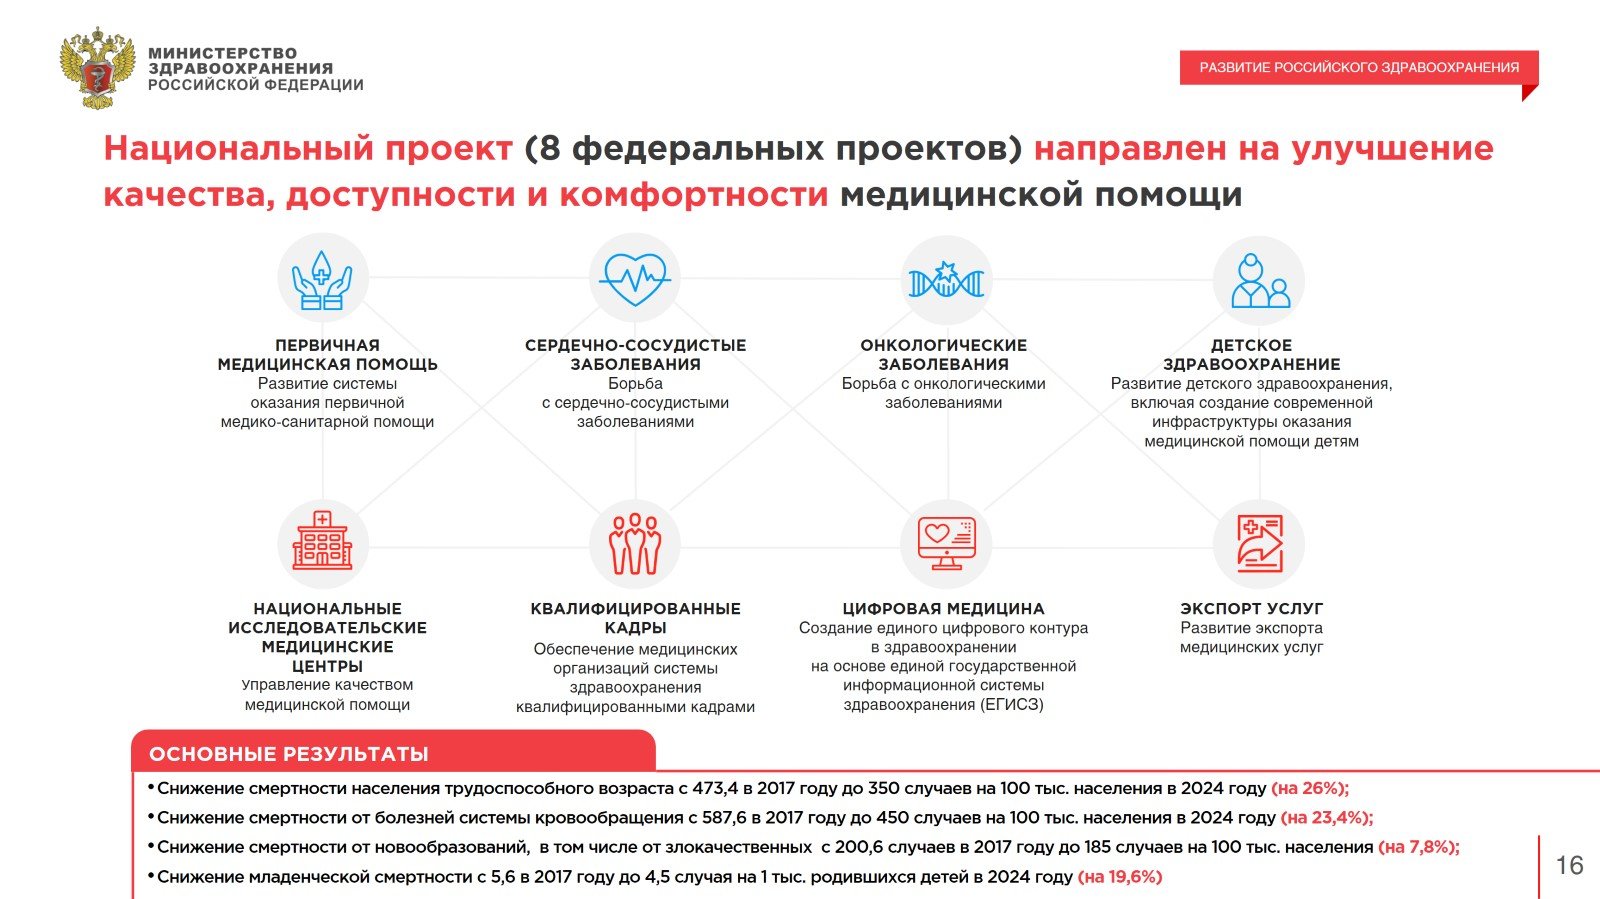 МИНИСТЕРСТВО
ЗДРАВООХРАНЕНИЯ
РОССИЙСКОЙ ФЕДЕРАЦИИ
РАЗВИТИЕ РОССИЙСКОГО ЗДРАВООХРАНЕНИЯ
Национальный проект (8 федеральных проектов) направлен на улучшение
качества, доступности и комфортности медицинской помощи
ПЕРВИЧНАЯ
МЕДИЦИНСКАЯ ПОМОЩЬ
Развитие системы
оказания первичной
медико-санитарной помощи
СЕРДЕЧНО-СОСУДИСТЫЕ
ЗАБОЛЕВАНИЯ
Борьба
с сердечно-сосудистыми
заболеваниями
ОНКОЛОГИЧЕСКИЕ
ЗАБОЛЕВАНИЯ
Борьба с онкологическими
заболеваниями
ДЕТСКОЕ
ЗДРАВООХРАНЕНИЕ
Развитие детского здравоохранения,
включая создание современной
инфраструктуры оказания
медицинской помощи детям
НАЦИОНАЛЬНЫЕ
ИССЛЕДОВАТЕЛЬСКИЕ
МЕДИЦИНСКИЕ
ЦЕНТРЫ
Управление качеством
медицинской помощи
КВАЛИФИЦИРОВАННЫЕ
КАДРЫ
Обеспечение медицинских
организаций системы
здравоохранения
квалифицированными кадрами
ЦИФРОВАЯ МЕДИЦИНА
Создание единого цифрового контура
в здравоохранении
на основе единой государственной
информационной системы
здравоохранения (ЕГИСЗ)
ЭКСПОРТ УСЛУГ
Развитие экспорта
медицинских услуг
ОСНОВНЫЕ РЕЗУЛЬТАТЫ
• Снижение смертности населения трудоспособного возраста с 473,4 в 2017 году до 350 случаев на 100 тыс. населения в 2024 году (на 26%);
• Снижение смертности от болезней системы кровообращения с 587,6 в 2017 году до 450 случаев на 100 тыс. населения в 2024 году (на 23,4%);
• Снижение смертности от новообразований, в том числе от злокачественных с 200,6 случаев в 2017 году до 185 случаев на 100 тыс. населения (на 7,8%);
• Снижение младенческой смертности с 5,6 в 2017 году до 4,5 случая на 1 тыс. родившихся детей в 2024 году (на 19,6%)
16